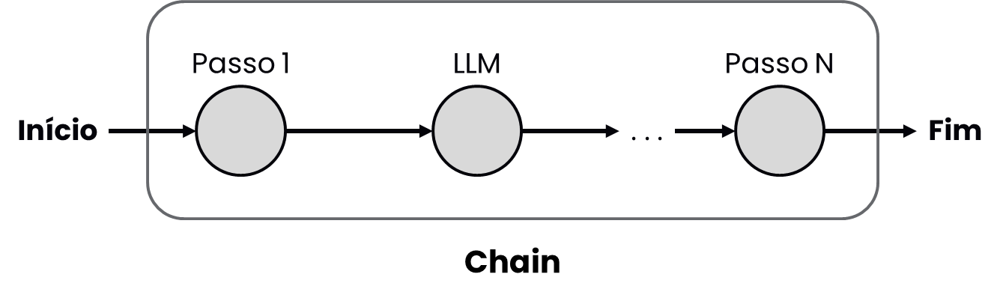 Passo 1
LLM
Passo N
Início
. . .
Fim
Chain